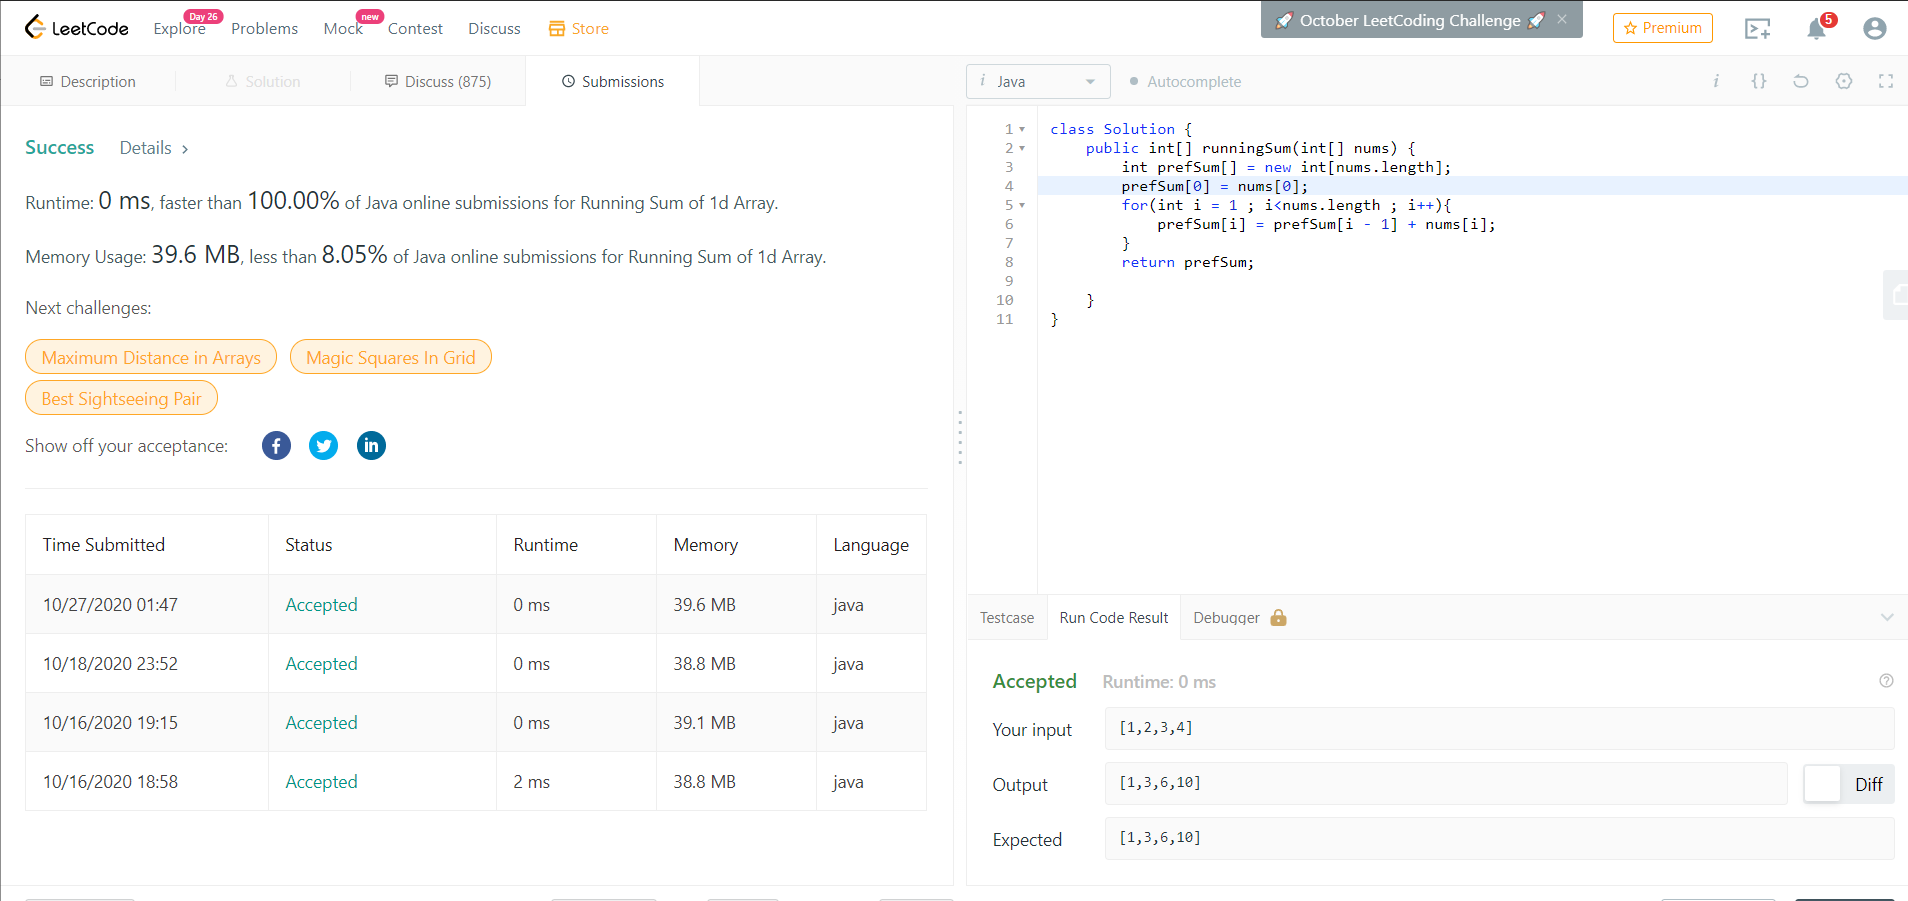 LeetCode Explore Day 26 Problems Mock new Contest Discuss Store 🚀 October LeetCoding Challenge 🚀 × Premium 5
Description Solution Discuss (875) Submissions
Success Details >
Runtime: 0 ms, faster than 100.00% of Java online submissions for Running Sum of 1d Array.
Memory Usage: 39.6 MB, less than 8.05% of Java online submissions for Running Sum of 1d Array.
Next challenges:
Maximum Distance in Arrays Magic Squares In Grid
Best Sightseeing Pair
Show off your acceptance:
Time Submitted Status Runtime Memory Language
10/27/2020 01:47 Accepted 0 ms 39.6 MB java
10/18/2020 23:52 Accepted 0 ms 38.8 MB java
10/16/2020 19:15 Accepted 0 ms 39.1 MB java
10/16/2020 18:58 Accepted 2 ms 38.8 MB java
i Java Autocomplete i {}
1 class Solution {
2 public int[] runningSum(int[] nums) {
3 int prefSum[] = new int[nums.length];
4 prefSum[0] = nums[0];
5 for(int i = 1 ; i<nums.length ; i++){
6 prefSum[i] = prefSum[i - 1] + nums[i];
7 }
8 return prefSum;
9
10 }
11 }
Testcase Run Code Result Debugger
Accepted Runtime: 0 ms
Your input [1,2,3,4]
Output [1,3,6,10] Diff
Expected [1,3,6,10]